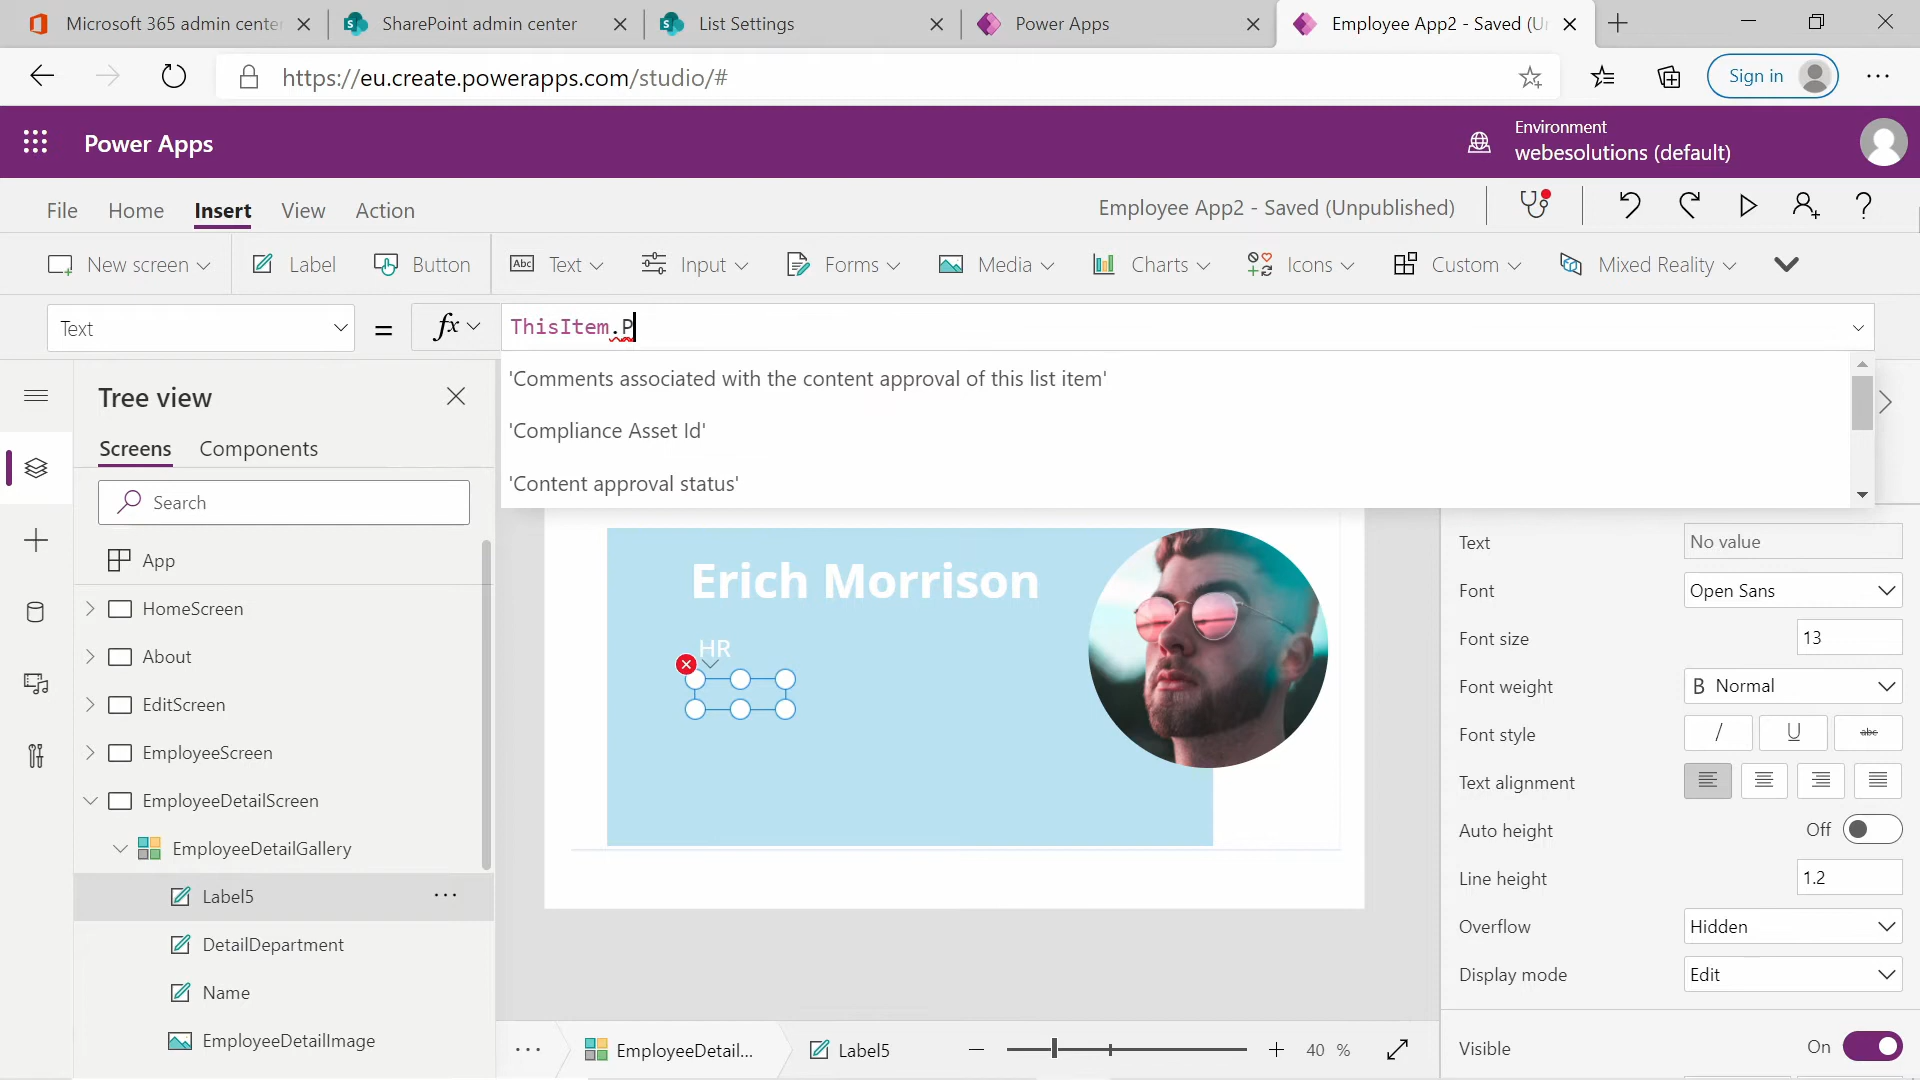 Microsoft 365 admin center
SharePoint admin center
List Settings
Power Apps
Employee App2 - Saved (Un
https://eu.create.powerapps.com/studio/#
Sign in
Power Apps
Environment
webesolutions (default)
File
Home
Insert
View
Action
Employee App2 - Saved (Unpublished)
New screen
Label
Button
Abc
Text
Input
Forms
Media
Charts
Icons
Custom
Mixed Reality
Text
=
fx
ThisItem.P
'Comments associated with the content approval of this list item'
'Compliance Asset Id'
'Content approval status'
Tree view
Screens
Components
Search
App
HomeScreen
About
EditScreen
EmployeeScreen
EmployeeDetailScreen
EmployeeDetailGallery
Label5
DetailDepartment
Name
EmployeeDetailImage
Erich Morrison
HR
Text
No value
Font
Open Sans
Font size
13
Font weight
B Normal
Font style
/
U
abc
Text alignment
Auto height
Off
Line height
1.2
Overflow
Hidden
Display mode
Edit
Visible
On
EmployeeDetail...
Label5
40 %